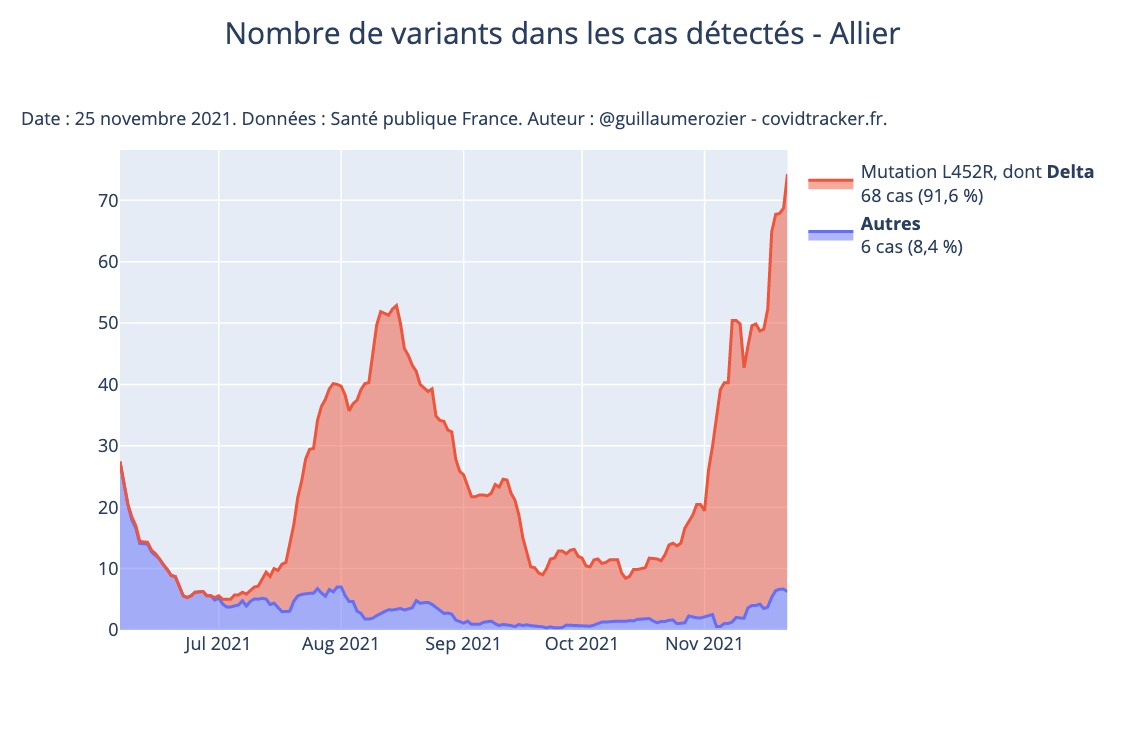 Nombre de variants dans les cas détectés - Allier
Date : 25 novembre 2021. Données : Santé publique France. Auteur : @guillaumerozier - covidtracker.fr.
Mutation L452R, dont Delta
68 cas (91,6 %)
Autres
6 cas (8,4 %)
70
60
50
40
30
20
10
0
Jul 2021
Aug 2021
Sep 2021
Oct 2021
Nov 2021